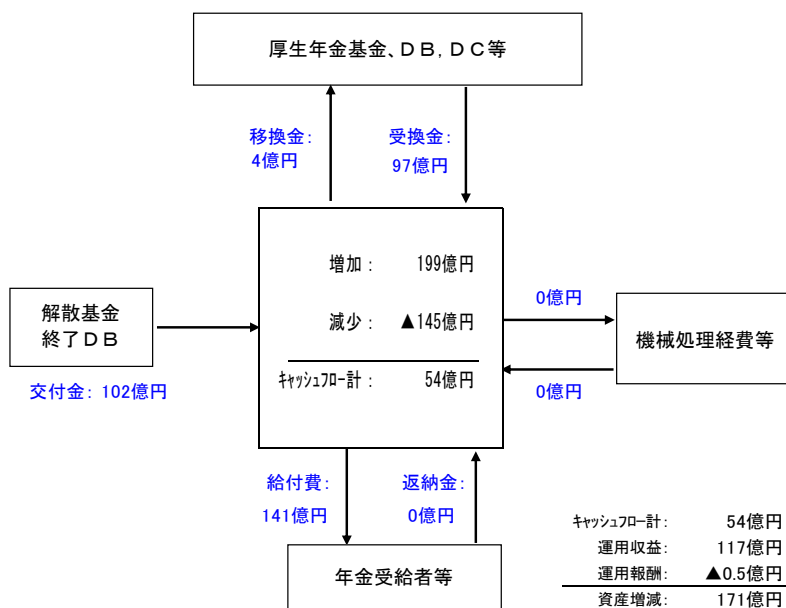 厚生年金基金、ＤＢ，ＤＣ等
移換金：
4億円
受換金：
97億円
増加： 199億円
減少： ▲145億円
ｷｬｯｼｭﾌﾛｰ計： 54億円
解散基金
終了ＤＢ
交付金： 102億円
0億円
機械処理経費等
0億円
給付費：
141億円
返納金：
0億円
年金受給者等
ｷｬｯｼｭﾌﾛｰ計： 54億円
運用収益： 117億円
運用報酬： ▲0.5億円
資産増減： 171億円